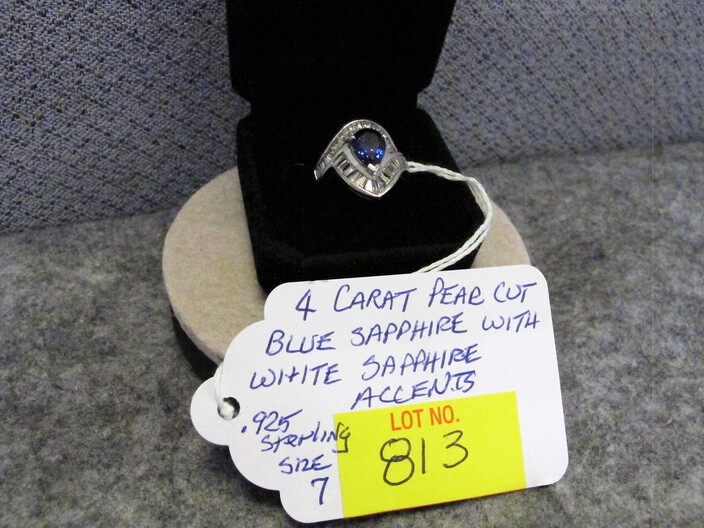 4 CARAT PEAR CUT
BLUE SAPPHIRE WITH
WHITE SAPPHIRE
ACCENTS
.925
STERLING
SIZE
7
LOT NO.
813